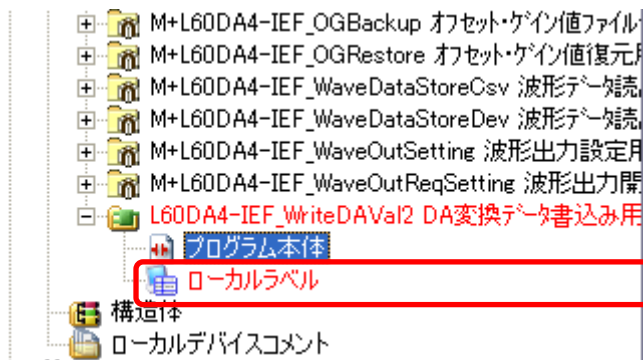 M+L60DA4-IEF_OGBackup オフセット・ゲイン値ファイル
M+L60DA4-IEF_OGRestore オフセット・ゲイン値復元
M+L60DA4-IEF_WaveDataStoreCsv 波形データ読
M+L60DA4-IEF_WaveDataStoreDev 波形データ読
M+L60DA4-IEF_WaveOutSetting 波形出力設定用
M+L60DA4-IEF_WaveOutReqSetting 波形出力開
L60DA4-IEF_WriteDAVal2 DA変換データ書込み用
プログラム本体
ローカルラベル
構造体
ローカルデバイスコメント